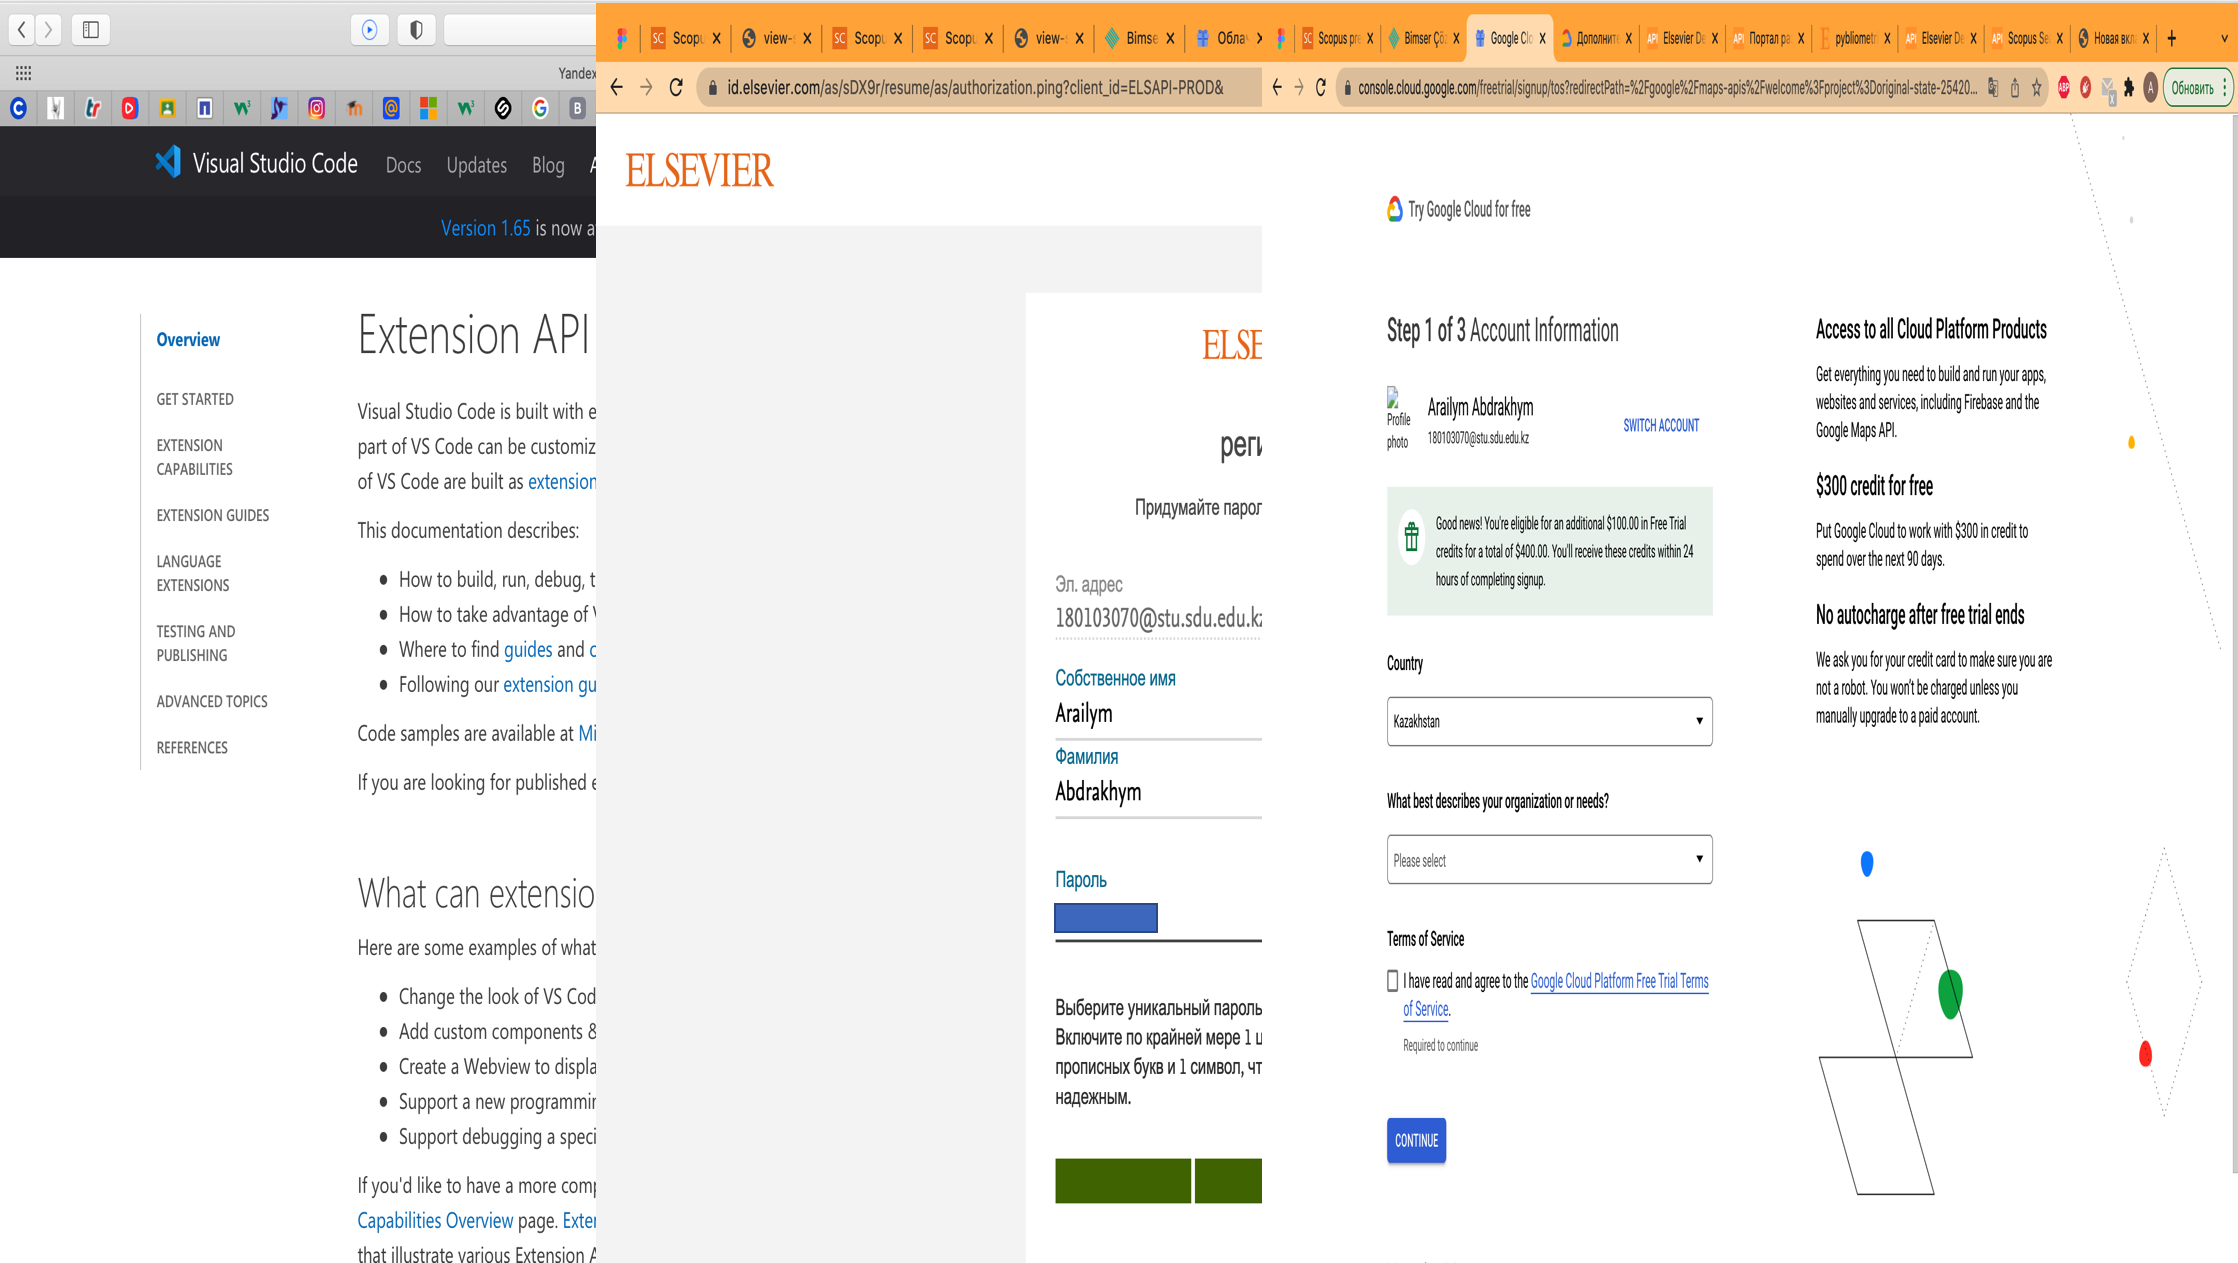 Yandex
Visual Studio Code Docs Updates Blog
Version 1.65 is now
Overview
GET STARTED
EXTENSION
CAPABILITIES
EXTENSION GUIDES
LANGUAGE
EXTENSIONS
TESTING AND
PUBLISHING
ADVANCED TOPICS
REFERENCES
Extension API
Visual Studio Code is built with e
part of VS Code can be customiz
of VS Code are built as extension
This documentation describes:
How to build, run, debug, t
How to take advantage of V
Where to find guides and c
Following our extension gu
Code samples are available at Mi
If you are looking for published e
What can extensio
Here are some examples of what
Change the look of VS Cod
Add custom components &
Create a Webview to displa
Support a new programmin
Support debugging a speci
If you'd like to have a more comp
Capabilities Overview page. Exte
that illustrate various Extension A
Scopu view-s Scopu Scopu view-s Bimse Облач
id.elsevier.com/as/sDX9r/resume/as/authorization.ping?client_id=ELSAPI-PROD&
ELSEVIER
ELSE
реги
Придумайте парол
Эл. адрес
180103070@stu.sdu.edu.kz
Собственное имя
Arailym
Фамилия
Abdrakhym
Пароль
Выберите уникальный пароль
Включите по крайней мере 1 ц
прописных букв и 1 символ, чт
надежным.
Scopus pre Bimser Çöz Google Clo Дополните Elsevier De Портал ра pybliometr Elsevier De Scopus Se Новая вкл
console.cloud.google.com/freetrial/signup/tos?redirectPath=%2Fgoogle%2Fmaps-apis%2Fwelcome%3Fproject%3Doriginal-state-25420... Обновить
Try Google Cloud for free
Step 1 of 3 Account Information
Profile
photo
Arailym Abdrakhym
180103070@stu.sdu.edu.kz
SWITCH ACCOUNT
Good news! You're eligible for an additional $100.00 in Free Trial
credits for a total of $400.00. You'll receive these credits within 24
hours of completing signup.
Country
Kazakhstan
What best describes your organization or needs?
Please select
Terms of Service
I have read and agree to the Google Cloud Platform Free Trial Terms
of Service.
Required to continue
CONTINUE
Access to all Cloud Platform Products
Get everything you need to build and run your apps,
websites and services, including Firebase and the
Google Maps API.
$300 credit for free
Put Google Cloud to work with $300 in credit to
spend over the next 90 days.
No autocharge after free trial ends
We ask you for your credit card to make sure you are
not a robot. You won't be charged unless you
manually upgrade to a paid account.